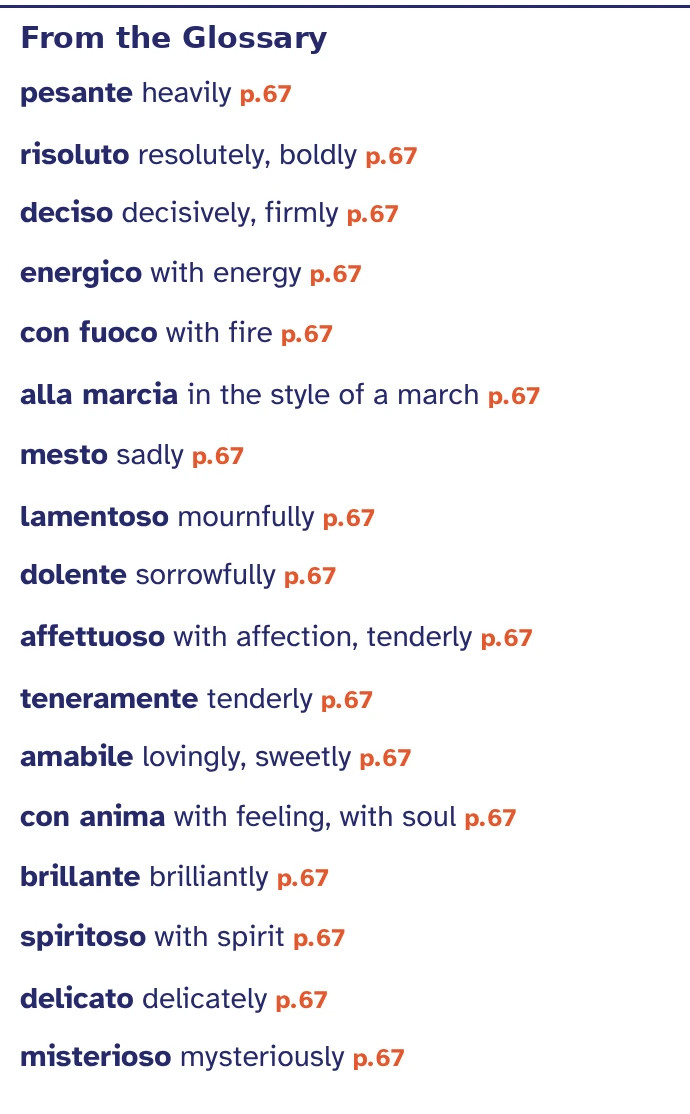 From the Glossary
pesante heavily p.67
risoluto resolutely, boldly p.67
deciso decisively, firmly p.67
energico with energy p.67
con fuoco with fire p.67
alla marcia in the style of a march p.67
mesto sadly p.67
lamentoso mournfully p.67
dolente sorrowfully p.67
affettuoso with affection, tenderly p.67
teneramente tenderly p.67
amabile lovingly, sweetly p.67
con anima with feeling, with soul p.67
brillante brilliantly p.67
spiritoso with spirit p.67
delicato delicately p.67
misterioso mysteriously p.67